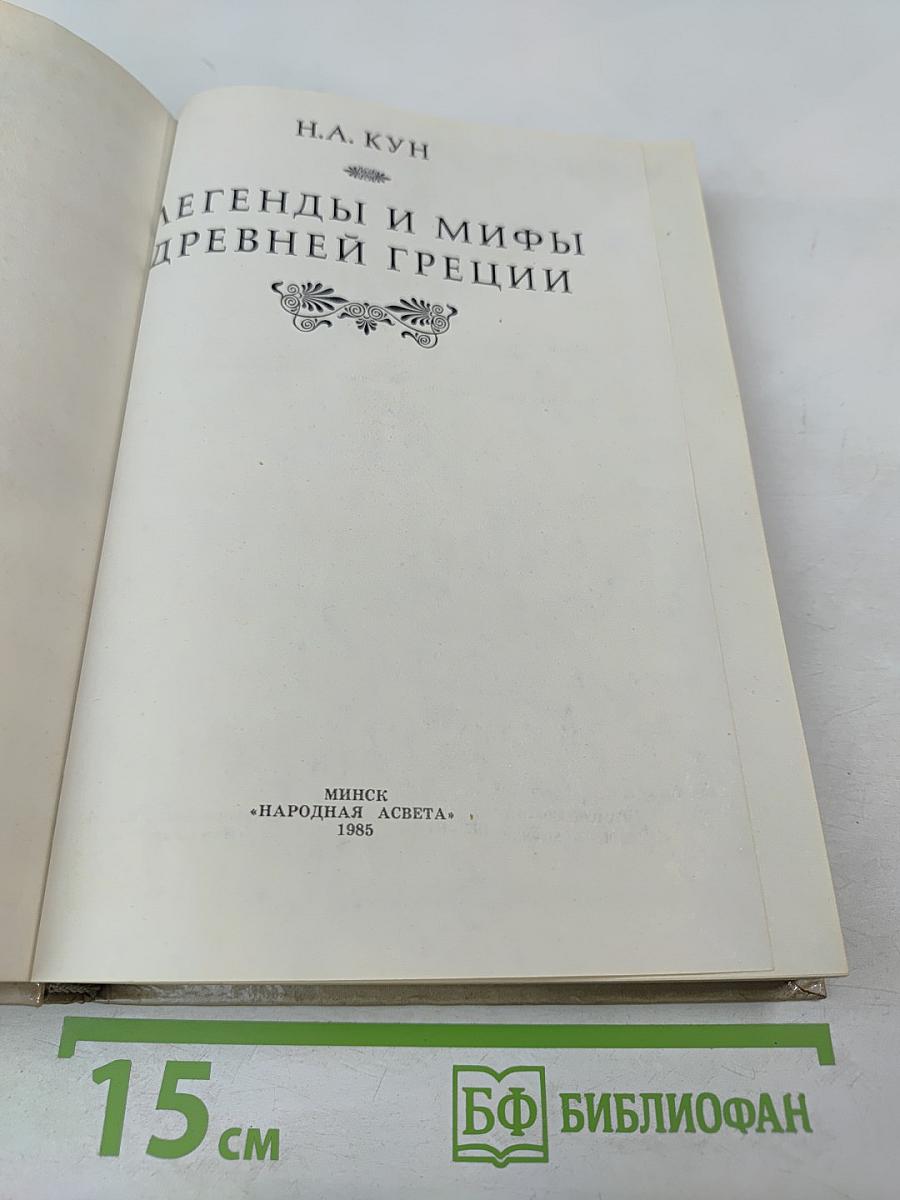 Н.А. КУН
ЛЕГЕНДЫ И МИФЫ
ДРЕВНЕЙ ГРЕЦИИ
МИНСК
«НАРОДНАЯ АСВЕТА»
1985
15 см
БФ БИБЛИОФАН